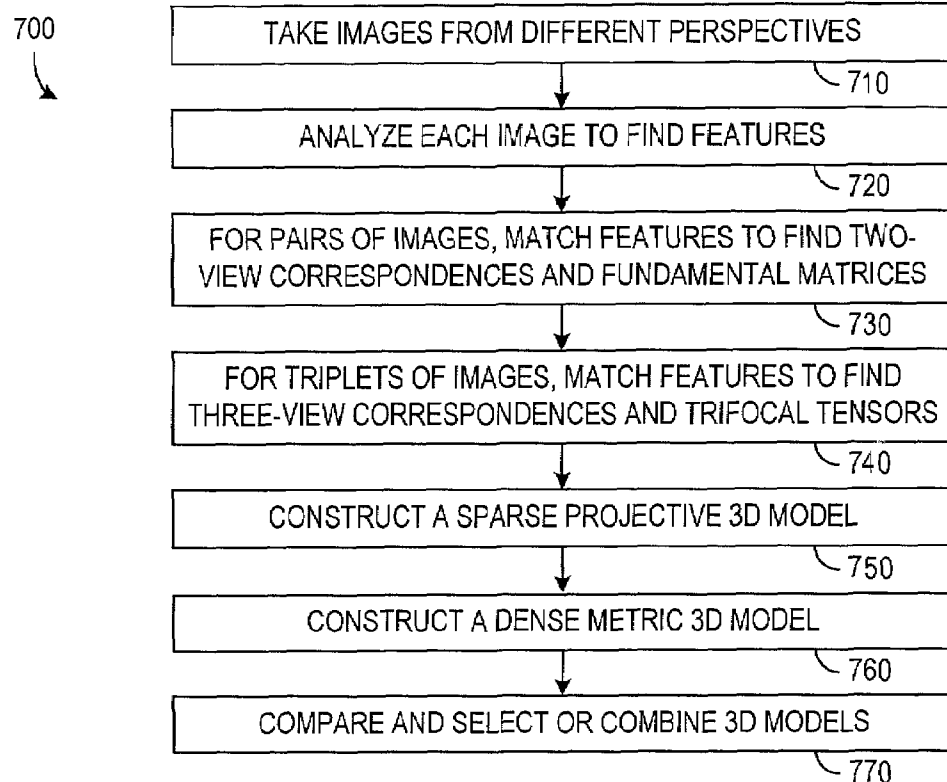 700
TAKE IMAGES FROM DIFFERENT PERSPECTIVES
710
ANALYZE EACH IMAGE TO FIND FEATURES
720
FOR PAIRS OF IMAGES, MATCH FEATURES TO FIND TWO-
VIEW CORRESPONDENCES AND FUNDAMENTAL MATRICES
730
FOR TRIPLETS OF IMAGES, MATCH FEATURES TO FIND
THREE-VIEW CORRESPONDENCES AND TRIFOCAL TENSORS
740
CONSTRUCT A SPARSE PROJECTIVE 3D MODEL
750
CONSTRUCT A DENSE METRIC 3D MODEL
760
COMPARE AND SELECT OR COMBINE 3D MODELS
770